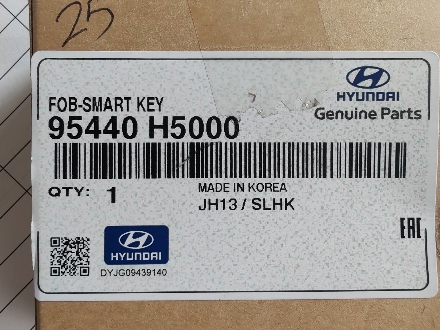 25
FOB-SMART KEY
95440 H5000
HYUNDAI
Genuine Parts
QTY: 1
MADE IN KOREA
JH13 / SLHK
EAC
HYUNDAI
DYJG09439140